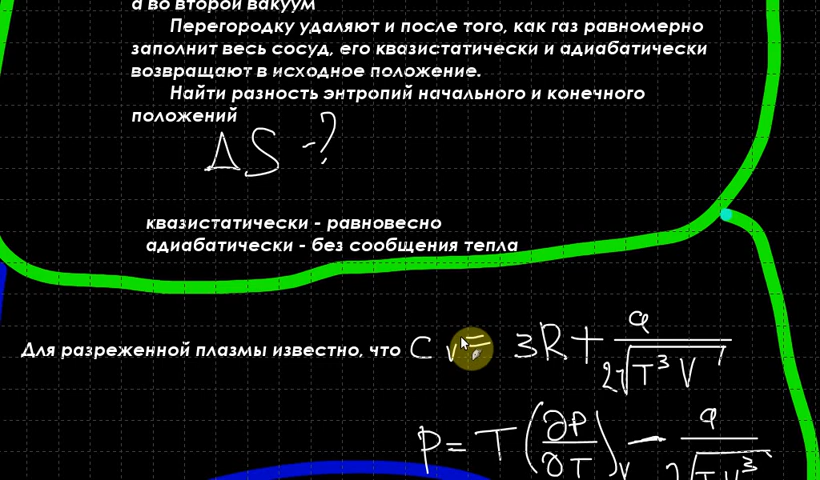 а во второй вакуум
Перегородку удаляют и после того, как газ равномерно
заполнит весь сосуд, его квазистатически и адиабатически
возвращают в исходное положение.
Найти разность энтропий начального и конечного
положений
ΔS - ?
квазистатически - равновесно
адиабатически - без сообщения тепла
Для разреженной плазмы известно, что C v = 3R + a / 2√(T³V)
P = T (∂P/∂T)v - a / 2√(TV³)